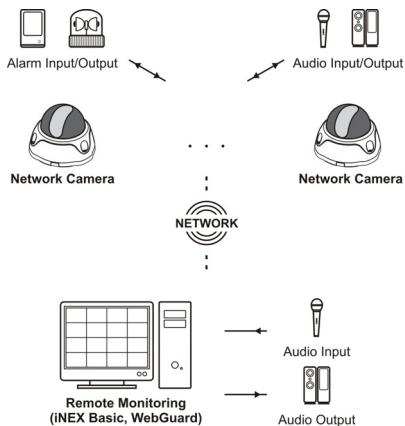 Alarm Input/Output
Audio Input/Output
Network Camera
Network Camera
NETWORK
Audio Input
Remote Monitoring
(iNEX Basic, WebGuard)
Audio Output